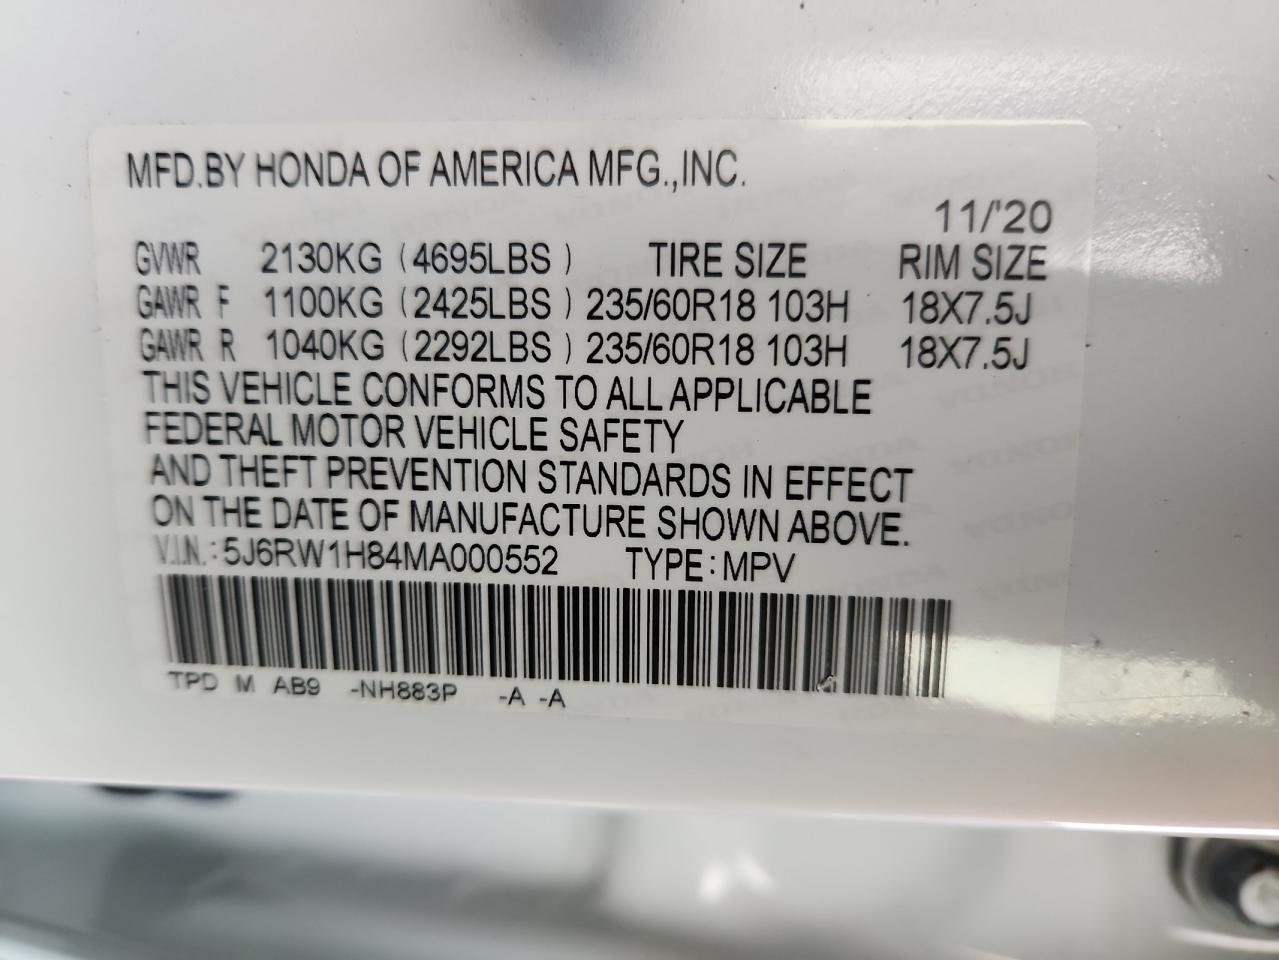 MFD.BY HONDA OF AMERICA MFG.,INC.
11/'20
GVWR 2130KG (4695LBS) TIRE SIZE RIM SIZE
GAWR F 1100KG (2425LBS) 235/60R18 103H 18X7.5J
GAWR R 1040KG (2292LBS) 235/60R18 103H 18X7.5J
THIS VEHICLE CONFORMS TO ALL APPLICABLE
FEDERAL MOTOR VEHICLE SAFETY
AND THEFT PREVENTION STANDARDS IN EFFECT
ON THE DATE OF MANUFACTURE SHOWN ABOVE.
V.I.N.: 5J6RW1H84MA000552 TYPE: MPV
TPD M AB9 -NH883P -A -A